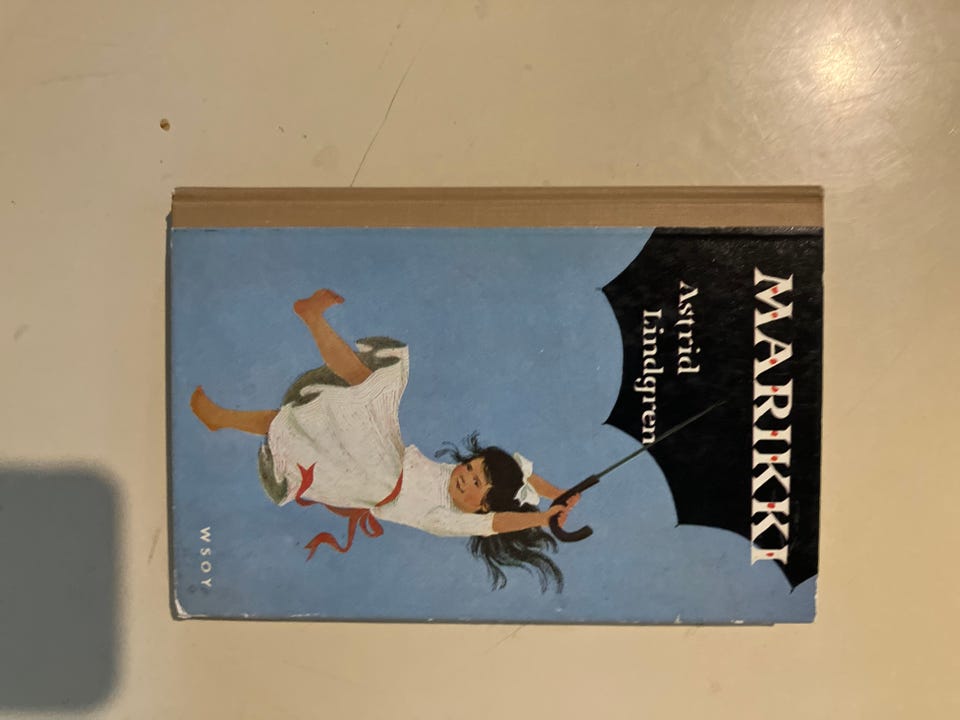 MARIKKI
Astrid
Lindgren
WSOY